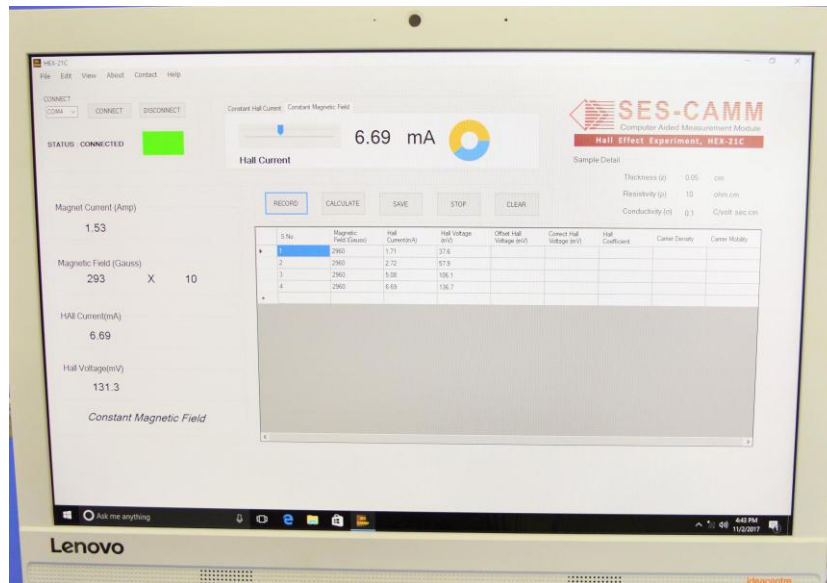 HEX-21C
File Edit View About Contact Help
CONNECT
COM4 CONNECT DISCONNECT
STATUS : CONNECTED
Constant Hall Current Constant Magnetic Field
6.69 mA
Hall Current
SES-CAMM
Computer Aided Measurement Module
Hall Effect Experiment, HEX-21C
Sample Detail
Thickness (z) 0.05 cm
Resistivity (ρ) 10 ohm.cm
Conductivity (σ) 0.1 C/volt sec cm
RECORD CALCULATE SAVE STOP CLEAR
Magnet Current (Amp)
1.53
Magnetic Field (Gauss)
293 X 10
HAll Current(mA)
6.69
Hall Voltage(mV)
131.3
Constant Magnetic Field
S.No. Magnetic Field (Gauss) Hall Current(mA) Hall Voltage (mV) Offset Hall Voltage (mV) Correct Hall Voltage (mV) Hall Coefficient Carrier Density Carrier Mobility
1 2960 1.71 37.6
2 2960 2.72 57.9
3 2960 5.08 106.1
4 2960 6.69 136.7
Ask me anything
4:43 PM
11/2/2017
Lenovo
ideacentre